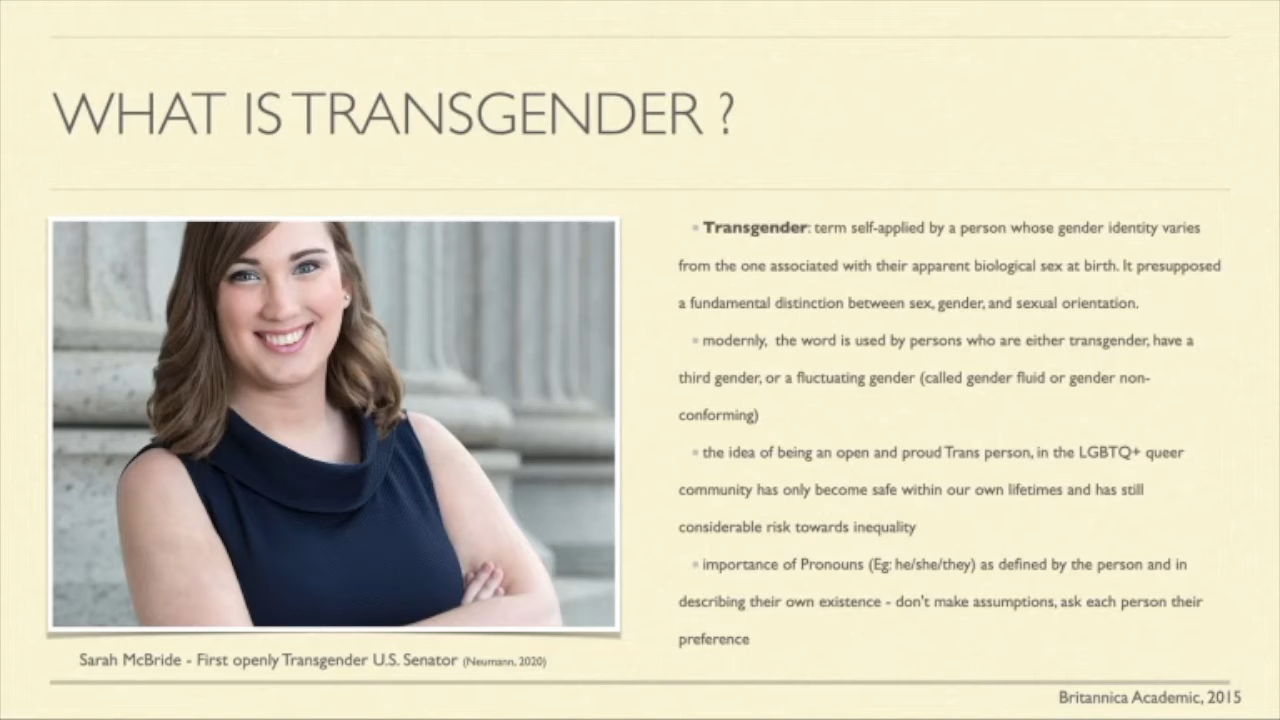 WHAT IS TRANSGENDER ?
• Transgender: term self-applied by a person whose gender identity varies
from the one associated with their apparent biological sex at birth. It presupposed
a fundamental distinction between sex, gender, and sexual orientation.
• modernly, the word is used by persons who are either transgender, have a
third gender, or a fluctuating gender (called gender fluid or gender non-
conforming)
• the idea of being an open and proud Trans person, in the LGBTQ+ queer
community has only become safe within our own lifetimes and has still
considerable risk towards inequality
• importance of Pronouns (Eg: he/she/they) as defined by the person and in
describing their own existence - don't make assumptions, ask each person their
preference
Sarah McBride - First openly Transgender U.S. Senator (Neumann, 2020)
Britannica Academic, 2015